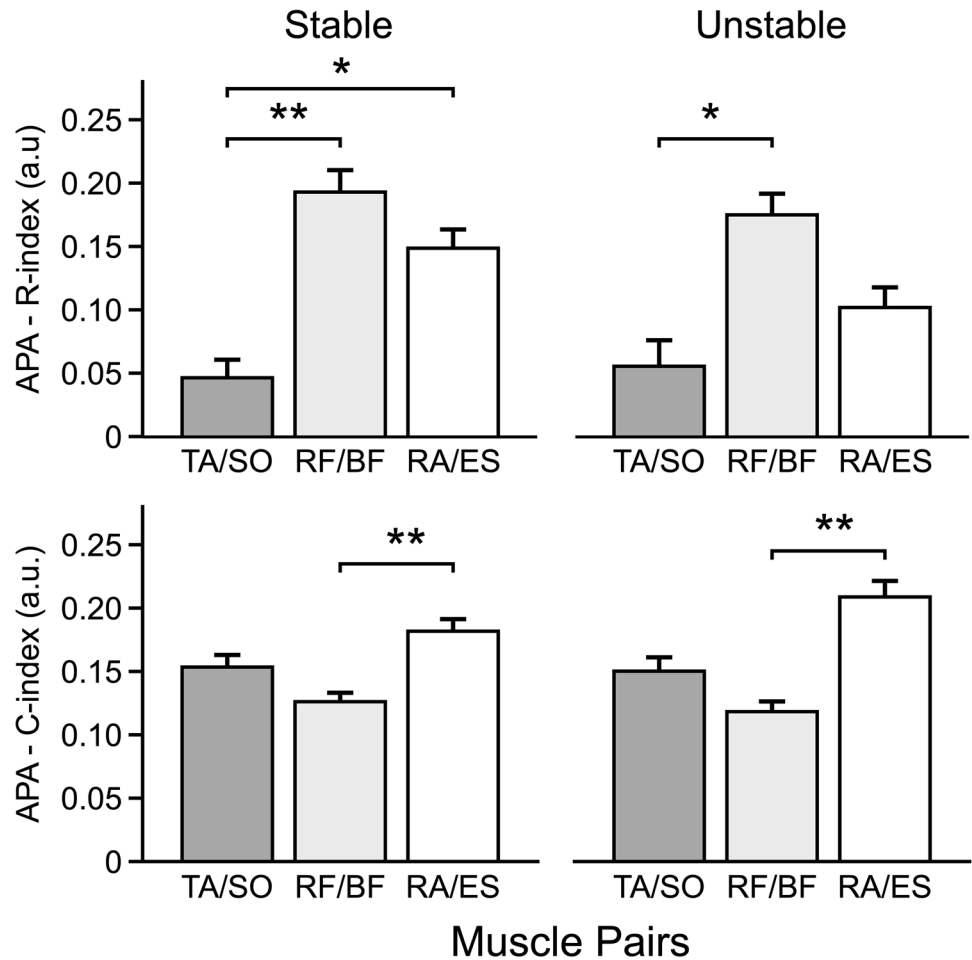 Stable
Unstable
APA - R-index (a.u)
0.25
0.20
0.15
0.10
0.05
0
*
**
*
TA/SO RF/BF RA/ES
TA/SO RF/BF RA/ES
APA - C-index (a.u.)
0.25
0.20
0.15
0.10
0.05
0
**
**
TA/SO RF/BF RA/ES
TA/SO RF/BF RA/ES
Muscle Pairs